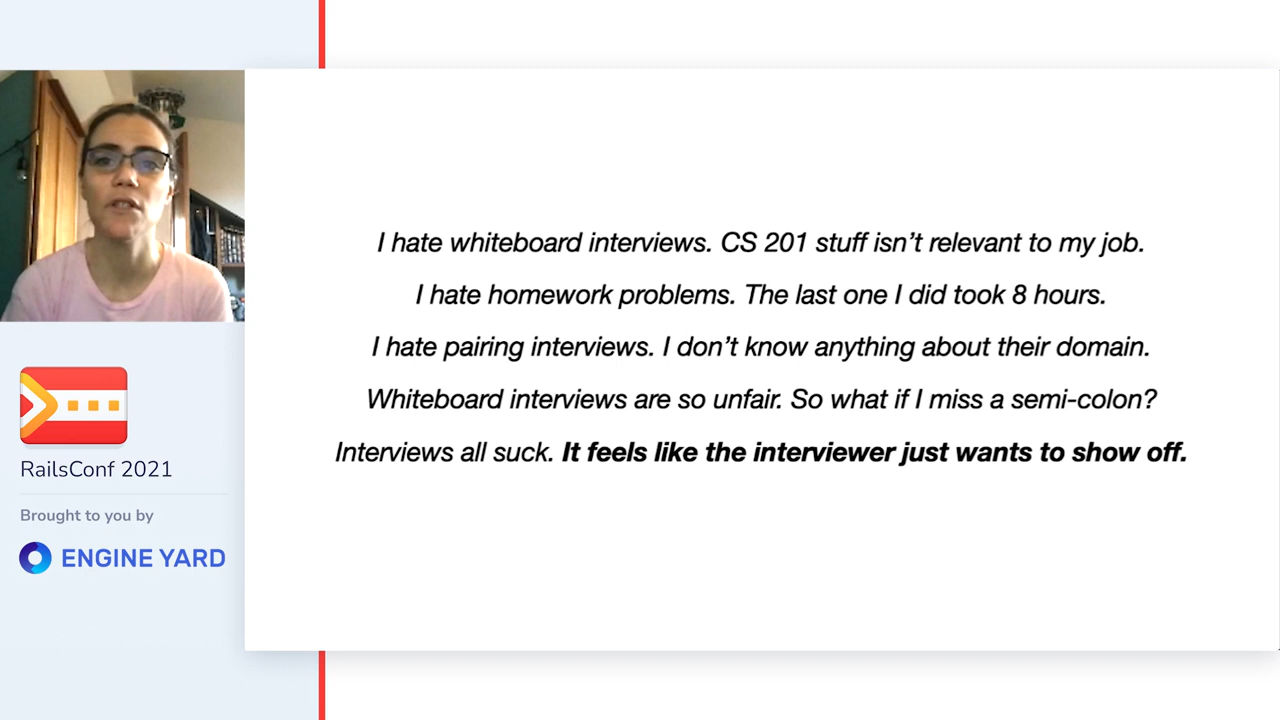 I hate whiteboard interviews. CS 201 stuff isn’t relevant to my job.
I hate homework problems. The last one I did took 8 hours.
I hate pairing interviews. I don’t know anything about their domain.
Whiteboard interviews are so unfair. So what if I miss a semi-colon?
Interviews all suck. It feels like the interviewer just wants to show off.
RailsConf 2021
Brought to you by
ENGINE YARD